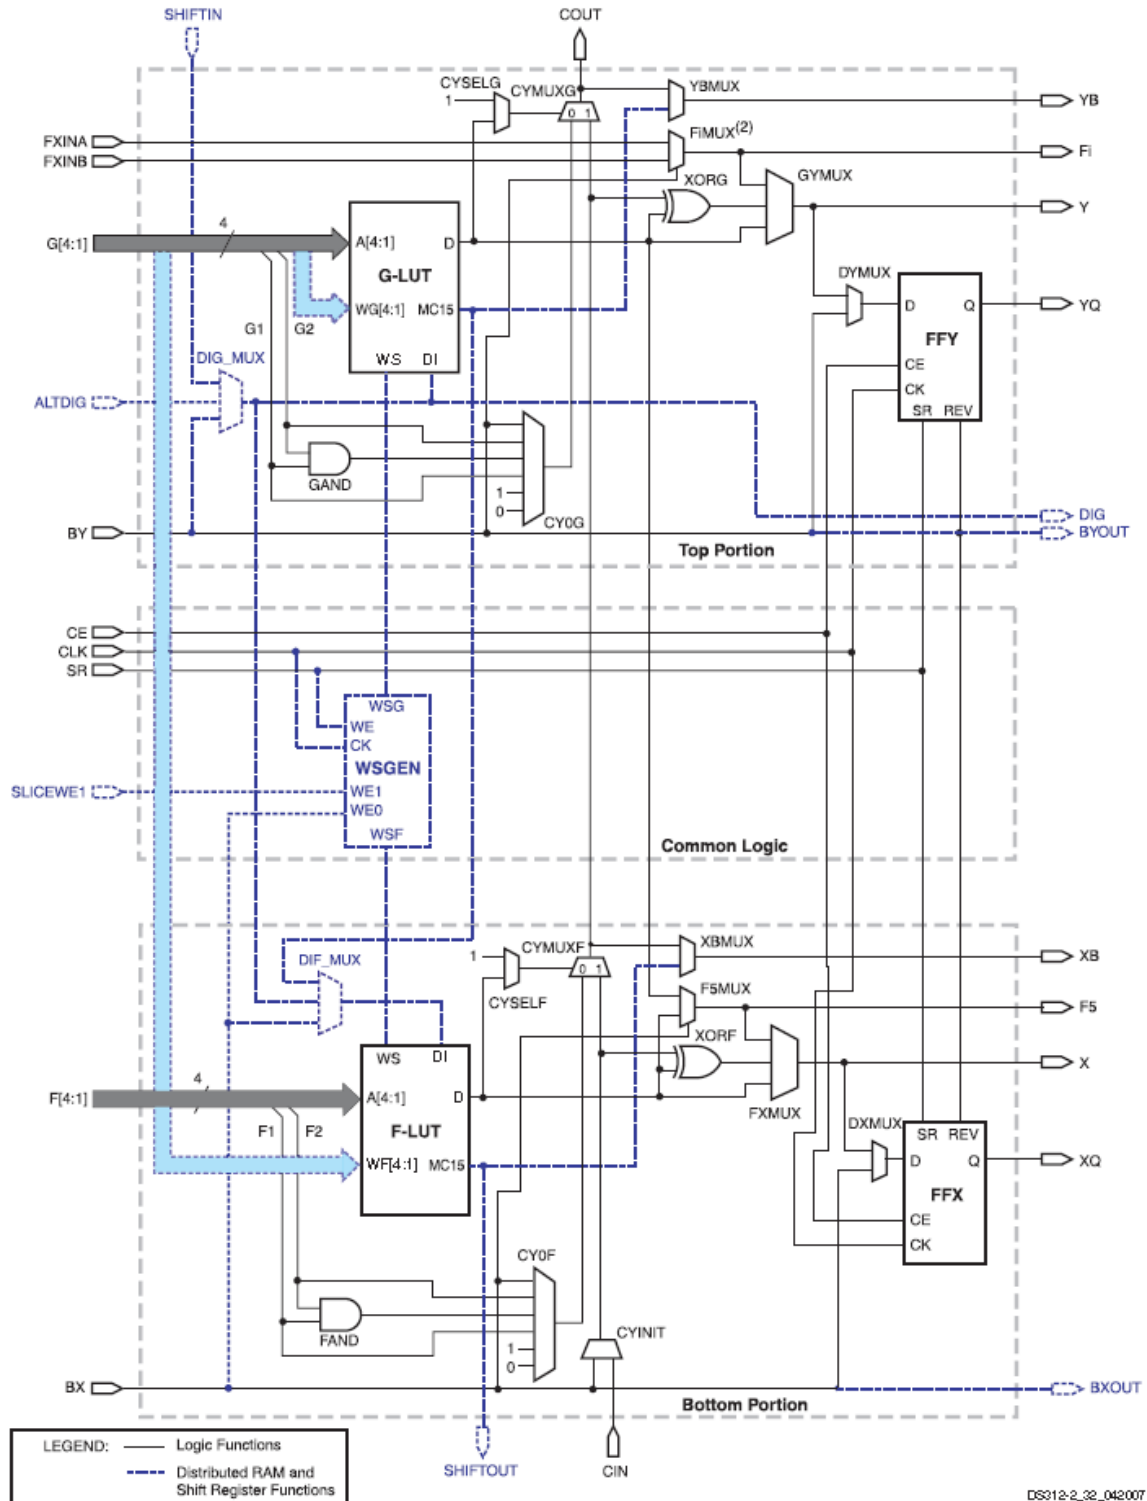 SHIFTIN
COUT
CYSELG
CYMUXG
YBMUX
1
0 1
YB
FXINA
FiMUX(2)
Fi
FXINB
XORG
GYMUX
4
Y
G[4:1]
A[4:1]
D
G-LUT
DYMUX
WG[4:1]
MC15
D
Q
YQ
G1
G2
FFY
DIG_MUX
WS
DI
CE
CK
ALTDIG
SR
REV
GAND
1
0
DIG
CY0G
BY
BYOUT
Top Portion
CE
CLK
SR
WSG
WE
CK
WSGEN
SLICEWE1
WE1
WE0
WSF
Common Logic
CYMUXF
XBMUX
1
XB
DIF_MUX
0 1
CYSELF
F5MUX
F5
XORF
WS
DI
X
4
F[4:1]
A[4:1]
D
FXMUX
F1
F2
F-LUT
DXMUX
SR
REV
WF[4:1]
MC15
D
Q
XQ
FFX
CE
CK
CY0F
FAND
CYINIT
1
0
BX
BXOUT
Bottom Portion
LEGEND:
Logic Functions
SHIFTOUT
CIN
Distributed RAM and
Shift Register Functions
DS312-2_32_042007